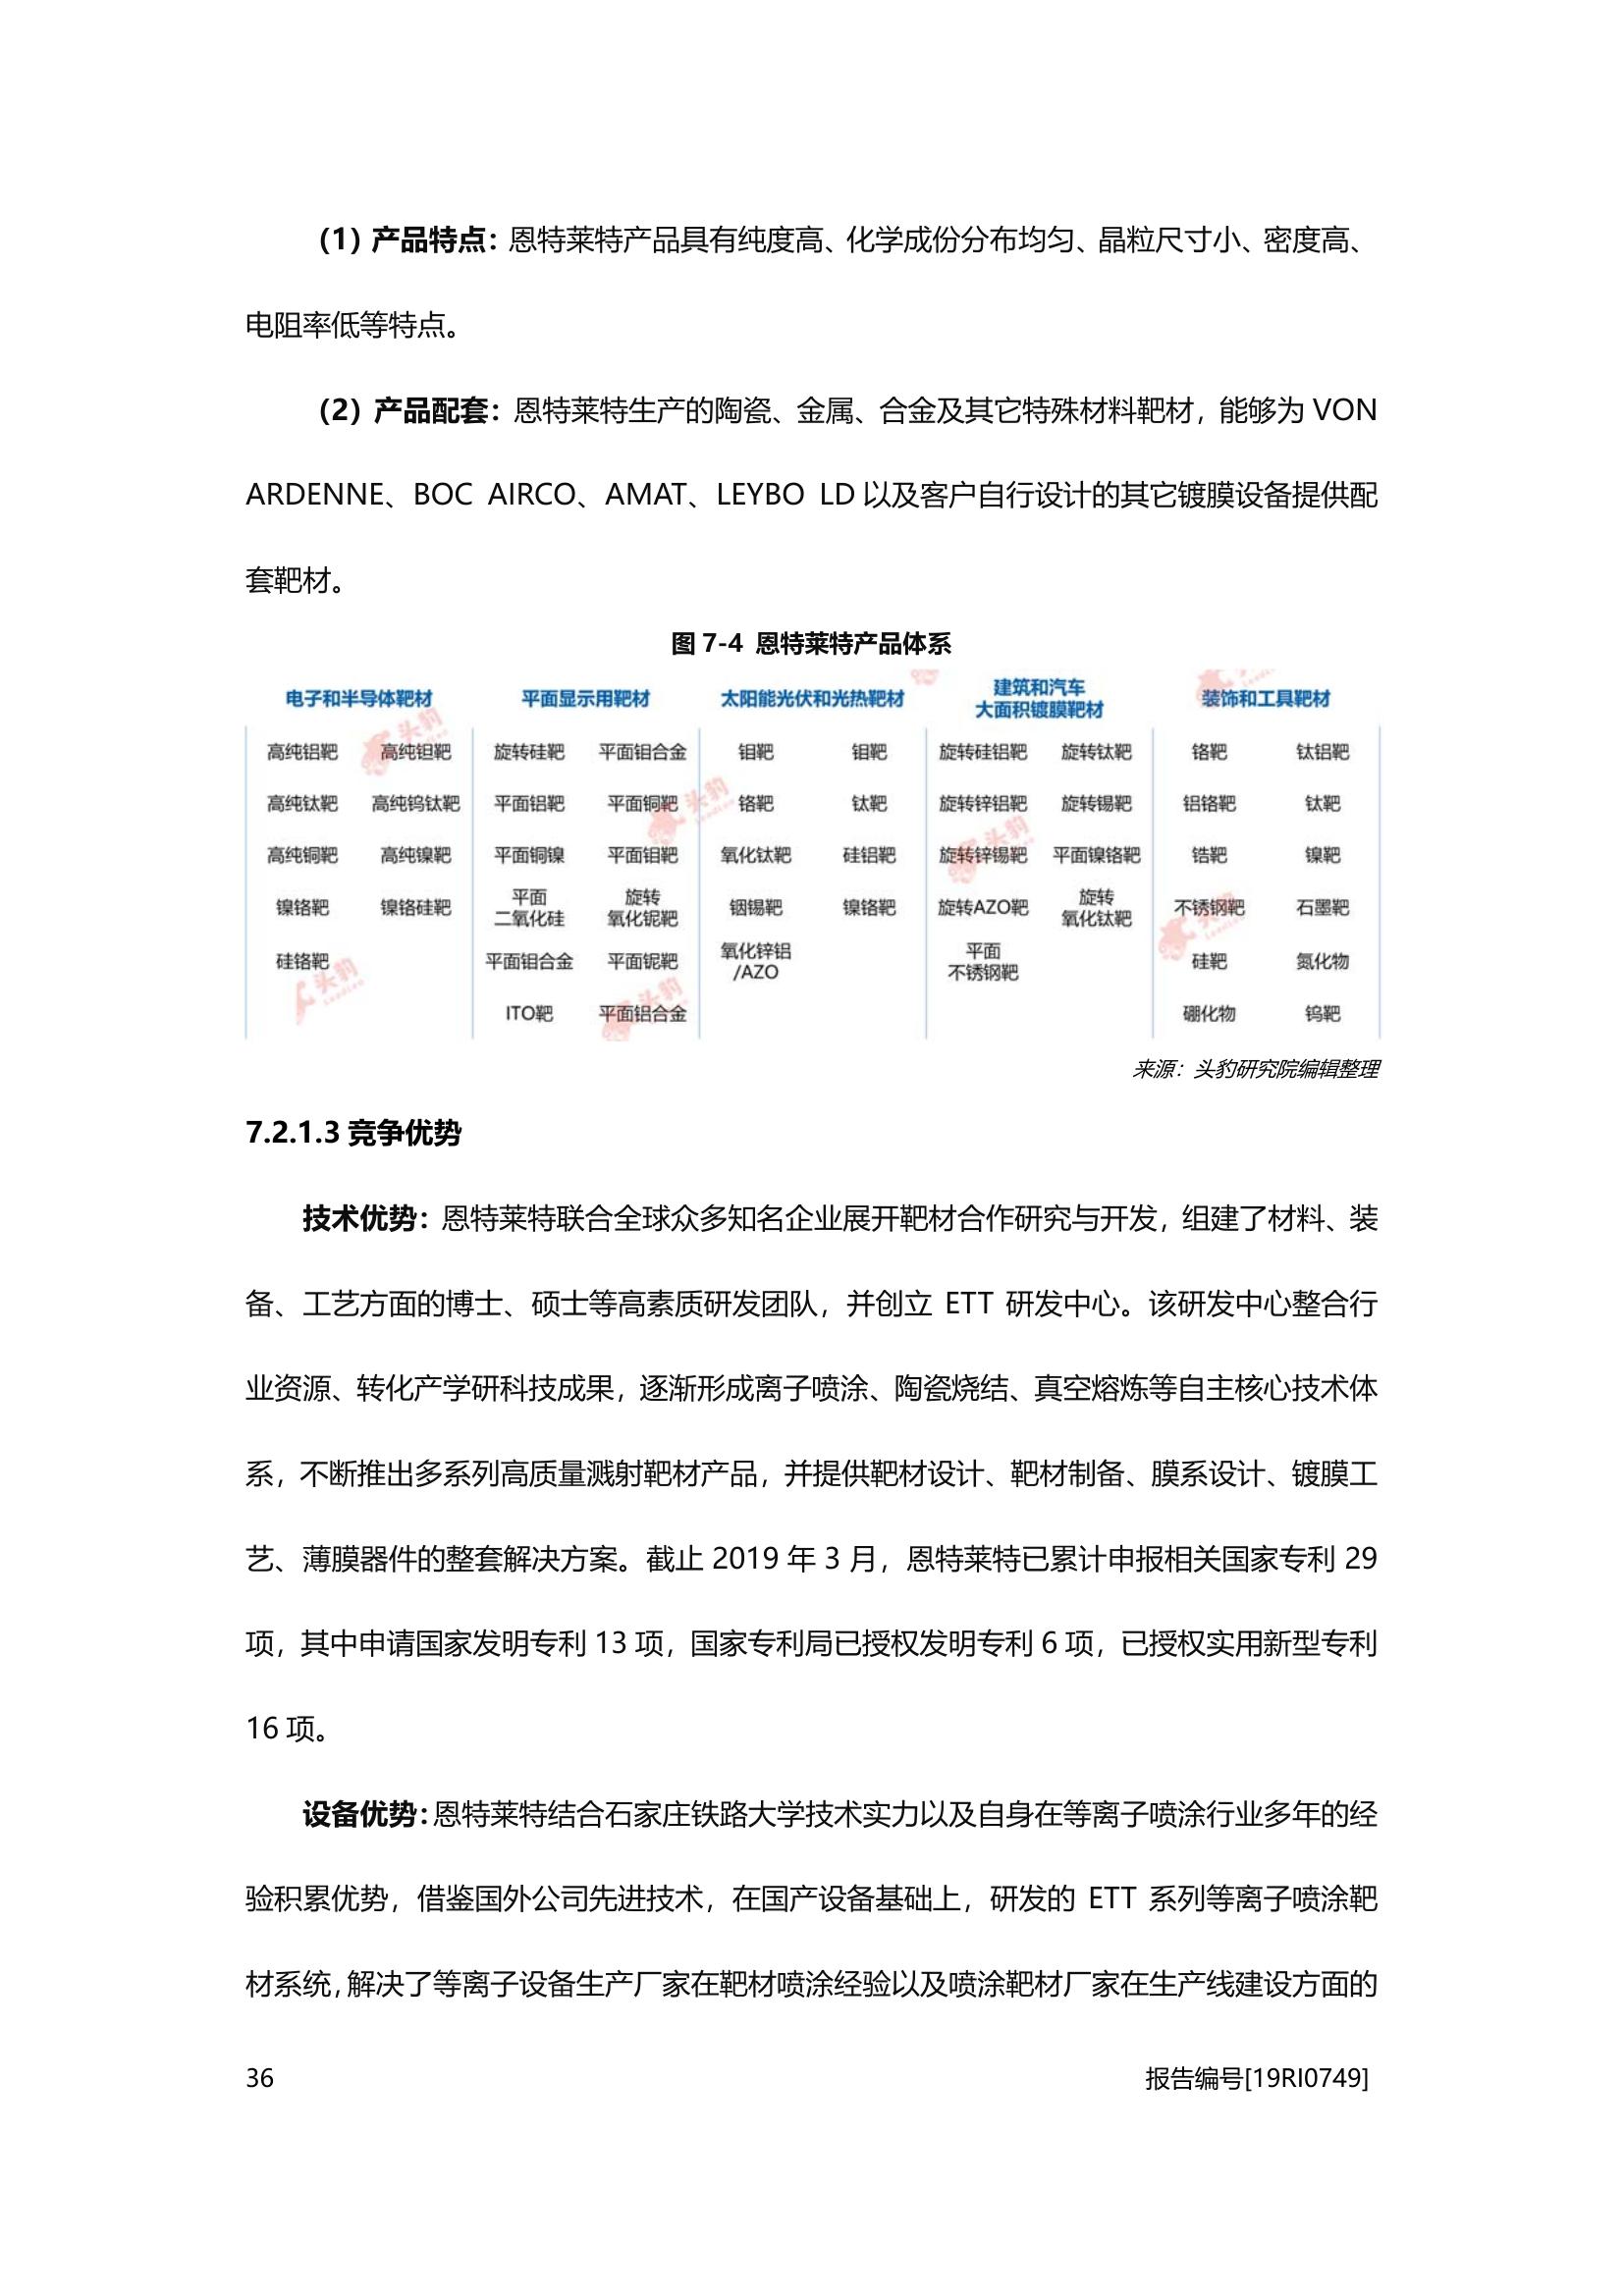 （1）产品特点：恩特莱特产品具有纯度高、化学成份分布均匀、晶粒尺寸小、密度高、
电阻率低等特点。
（2）产品配套：恩特莱特生产的陶瓷、金属、合金及其它特殊材料靶材，能够为 VON
ARDENNE、BOC AIRCO、AMAT、LEYBO LD 以及客户自行设计的其它镀膜设备提供配
套靶材。
图 7-4 恩特莱特产品体系
电子和半导体靶材 平面显示用靶材 太阳能光伏和光热靶材 建筑和汽车 大面积镀膜靶材 装饰和工具靶材
高纯铝靶 高纯钽靶 旋转硅靶 平面钼合金 钼靶 钼靶 旋转硅铝靶 旋转钛靶 铬靶 钛铝靶
高纯钛靶 高纯钨钛靶 平面铝靶 平面铜靶 铬靶 钛靶 旋转锌铝靶 旋转锡靶 铝铬靶 钛靶
高纯铜靶 高纯镍靶 平面铜镍 平面钼靶 氧化钛靶 硅铝靶 旋转锌锡靶 平面镍铬靶 锆靶 镍靶
镍铬靶 镍铬硅靶 平面 二氧化硅 旋转 氧化铌靶 铟锡靶 镍铬靶 旋转AZO靶 旋转 氧化钛靶 不锈钢靶 石墨靶
硅铬靶 平面钼合金 平面铌靶 氧化锌铝 /AZO 平面 不锈钢靶 硅靶 氮化物
ITO靶 平面铝合金 硼化物 钨靶
来源：头豹研究院编辑整理
7.2.1.3 竞争优势
技术优势：恩特莱特联合全球众多知名企业展开靶材合作研究与开发，组建了材料、装
备、工艺方面的博士、硕士等高素质研发团队，并创立 ETT 研发中心。该研发中心整合行
业资源、转化产学研科技成果，逐渐形成离子喷涂、陶瓷烧结、真空熔炼等自主核心技术体
系，不断推出多系列高质量溅射靶材产品，并提供靶材设计、靶材制备、膜系设计、镀膜工
艺、薄膜器件的整套解决方案。截止 2019 年 3 月，恩特莱特已累计申报相关国家专利 29
项，其中申请国家发明专利 13 项，国家专利局已授权发明专利 6 项，已授权实用新型专利
16 项。
设备优势：恩特莱特结合石家庄铁路大学技术实力以及自身在等离子喷涂行业多年的经
验积累优势，借鉴国外公司先进技术，在国产设备基础上，研发的 ETT 系列等离子喷涂靶
材系统，解决了等离子设备生产厂家在靶材喷涂经验以及喷涂靶材厂家在生产线建设方面的
36 报告编号[19RI0749]